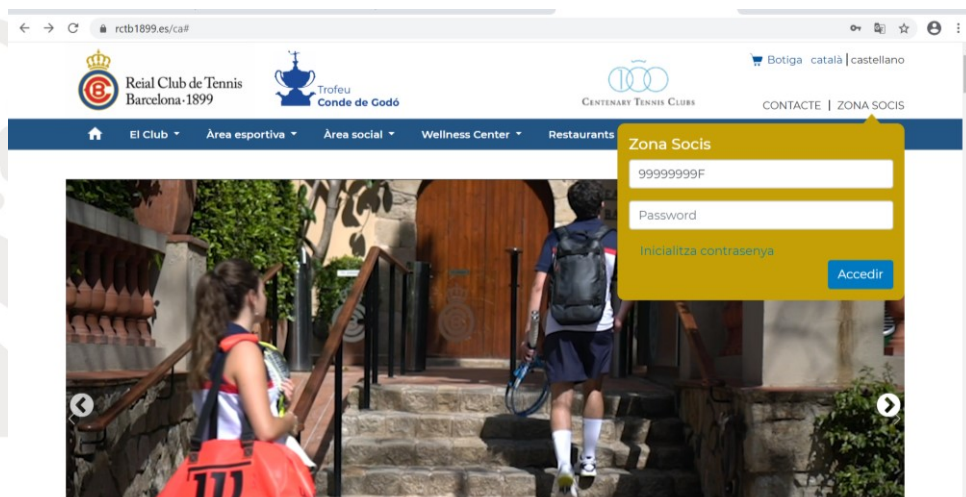 rctb1899.es/ca#
Reial Club de Tennis
Barcelona·1899
Trofeu
Conde de Godó
CENTENARY TENNIS CLUBS
Botiga català | castellano
CONTACTE | ZONA SOCIS
El Club Àrea esportiva Àrea social Wellness Center Restaurants
Zona Socis
99999999F
Password
Inicialitza contrasenya
Accedir